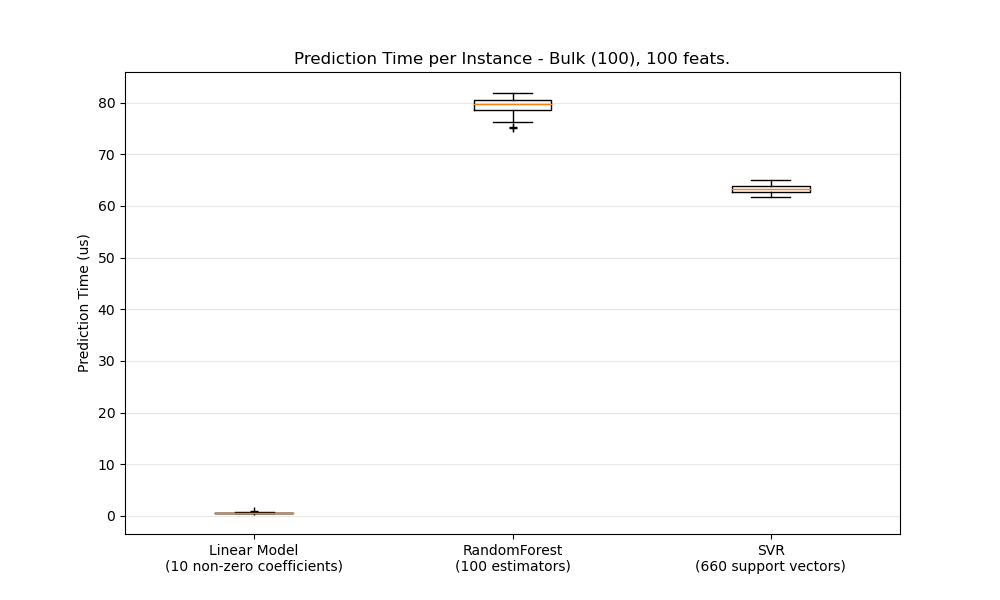 Prediction Time per Instance - Bulk (100), 100 feats.
Prediction Time (us)
80
70
60
50
40
30
20
10
0
Linear Model
(10 non-zero coefficients)
RandomForest
(100 estimators)
SVR
(660 support vectors)